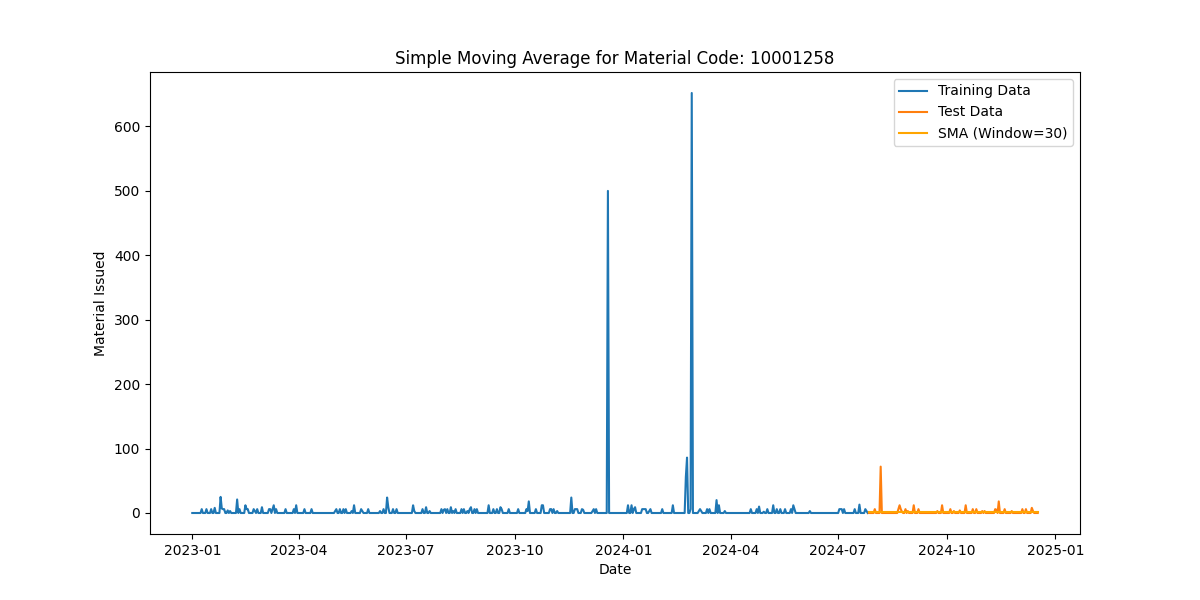 Simple Moving Average for Material Code: 10001258
Training Data
Test Data
SMA (Window=30)
Material Issued
600
500
400
300
200
100
0
2023-01 2023-04 2023-07 2023-10 2024-01 2024-04 2024-07 2024-10 2025-01
Date